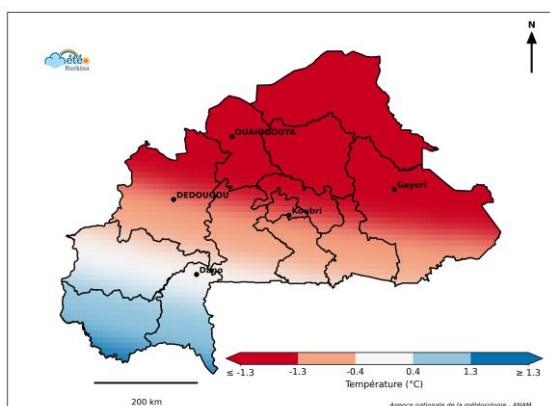 N
été
Burkina
OUAHIGOUYA
Gayeri
DEDOUGOU
Koubri
Dano
≤ -1.3 -1.3 -0.4 0.4 1.3 ≥ 1.3
Température (°C)
200 km
Agence nationale de la météorologie - ANAM